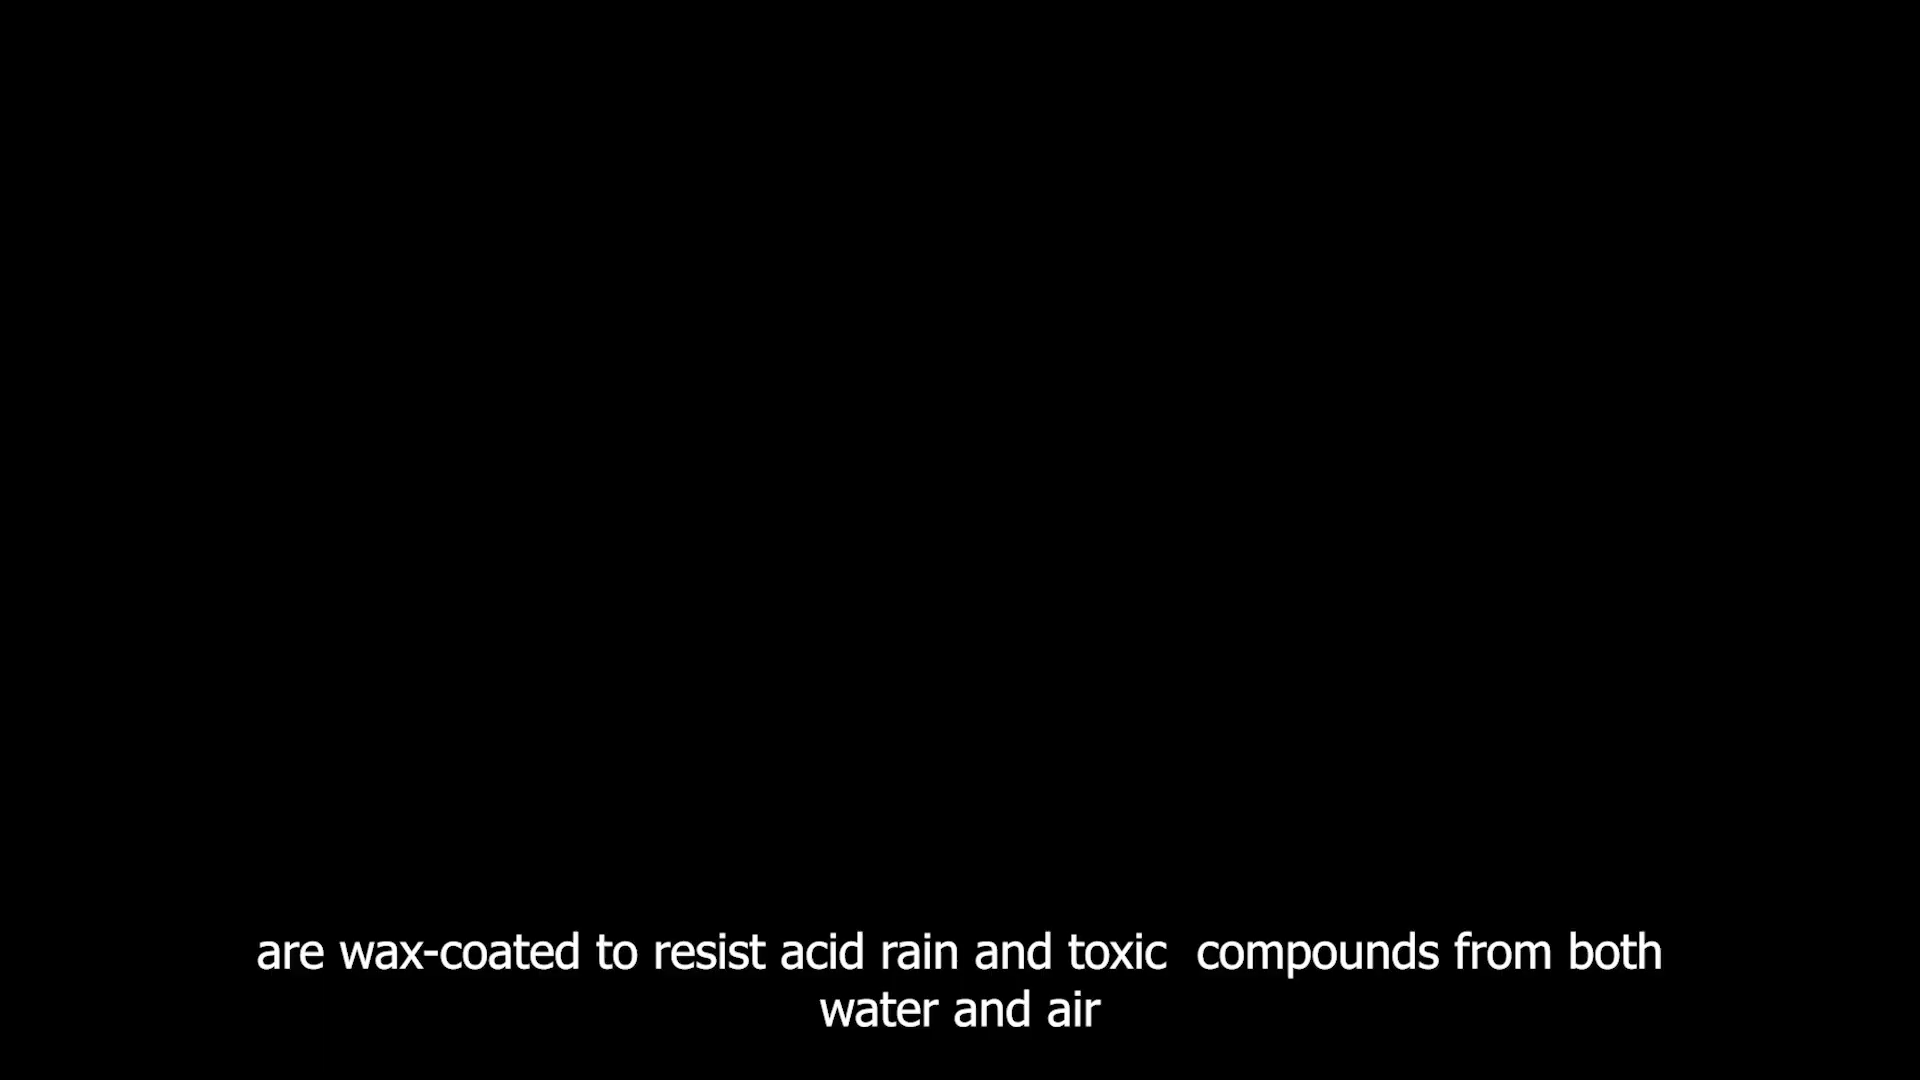 are wax-coated to resist acid rain and toxic  compounds from both
water and air